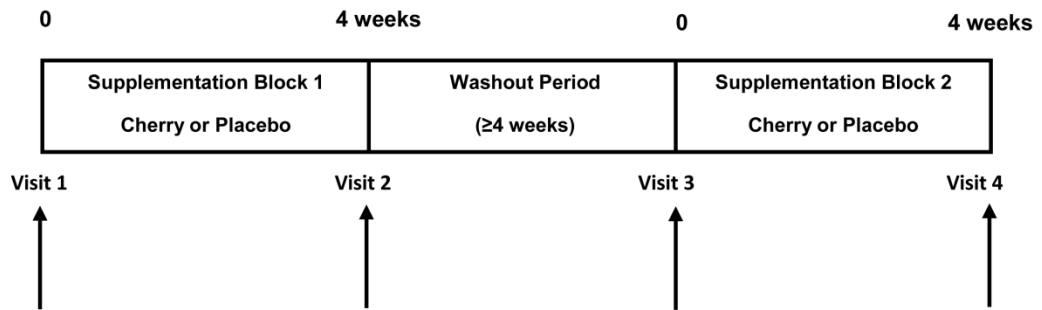 0 4 weeks 0 4 weeks
Supplementation Block 1
Cherry or Placebo
Washout Period
(≥4 weeks)
Supplementation Block 2
Cherry or Placebo
Visit 1 Visit 2 Visit 3 Visit 4